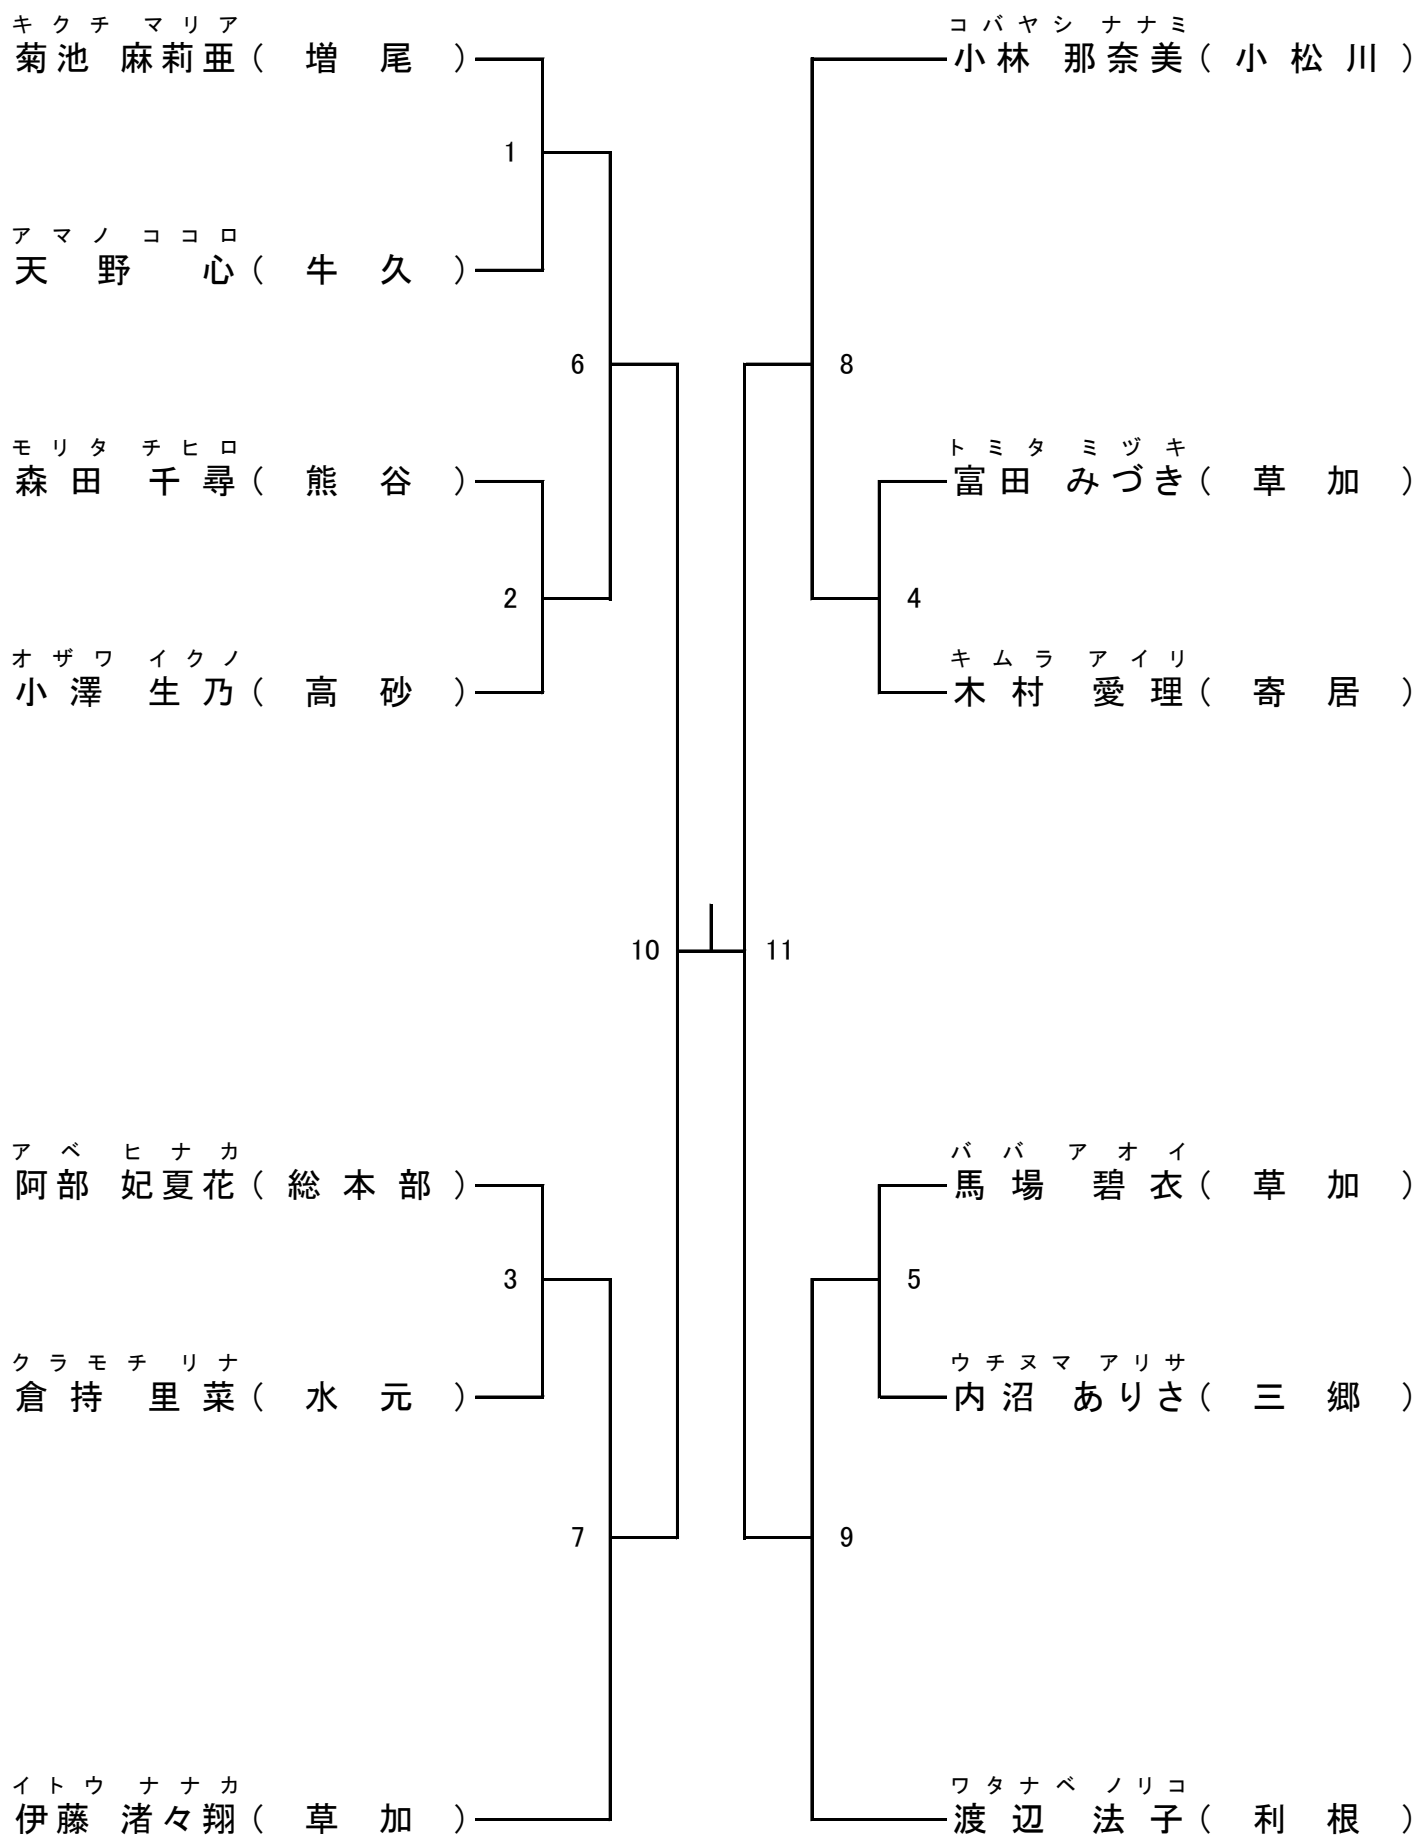 キクチ マリア
菊池 麻莉亜(増尾)
1
アマノ ココロ
天野 心(牛久)
6
モリタ チヒロ
森田 千尋(熊谷)
2
オザワ イクノ
小澤 生乃(高砂)
10
アベ ヒナカ
阿部 妃夏花(総本部)
3
クラモチ リナ
倉持 里菜(水元)
7
イトウ ナナカ
伊藤 渚々翔(草加)
コバヤシ ナナミ
小林 那奈美(小松川)
8
トミタ ミヅキ
富田 みづき(草加)
4
キムラ アイリ
木村 愛理(寄居)
11
ババ アオイ
馬場 碧衣(草加)
5
ウチヌマ アリサ
内沼 ありさ(三郷)
9
ワタナベ ノリコ
渡辺 法子(利根)